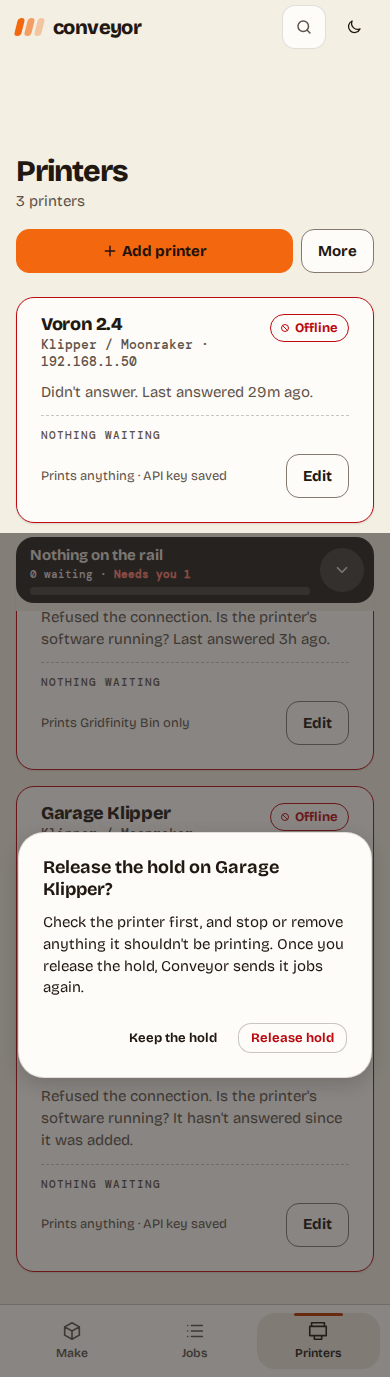 conveyor
Printers
3 printers
+ Add printer
More
Voron 2.4
Offline
Klipper / Moonraker ·
192.168.1.50
Didn't answer. Last answered 29m ago.
NOTHING WAITING
Prints anything · API key saved
Edit
Nothing on the rail
0 waiting · Needs you 1
Refused the connection. Is the printer's
software running? Last answered 3h ago.
NOTHING WAITING
Prints Gridfinity Bin only
Edit
Garage Klipper
Offline
Klipper / Moonraker
Release the hold on Garage
Klipper?
Check the printer first, and stop or remove
anything it shouldn't be printing. Once you
release the hold, Conveyor sends it jobs
again.
Keep the hold
Release hold
Refused the connection. Is the printer's
software running? It hasn't answered since
it was added.
NOTHING WAITING
Prints anything · API key saved
Edit
Make
Jobs
Printers